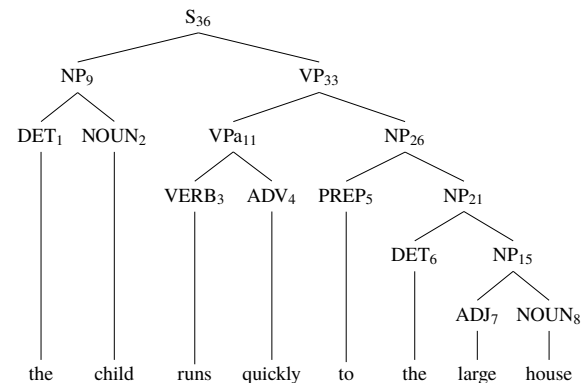 S₃₆
NP₉ VP₃₃
DET₁ NOUN₂ VPa₁₁ NP₂₆
VERB₃ ADV₄ PREP₅ NP₂₁
DET₆ NP₁₅
ADJ₇ NOUN₈
the child runs quickly to the large house